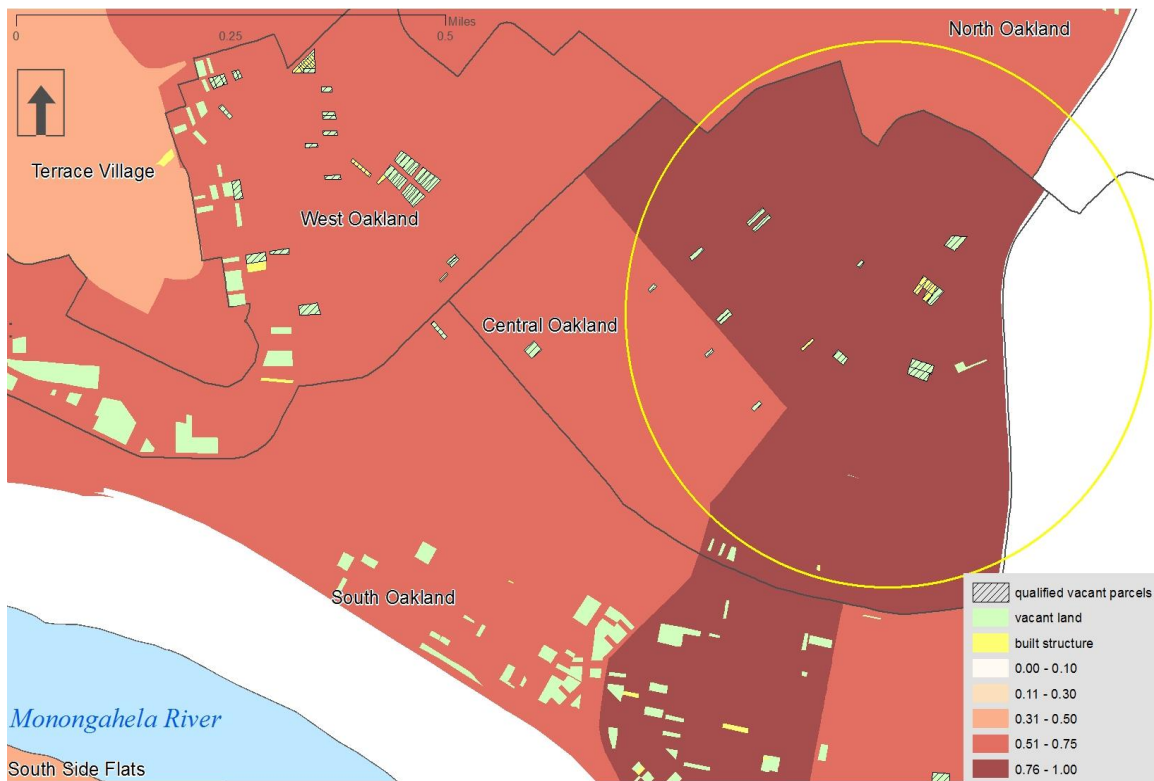 Miles
0 0.25 0.5
North Oakland
Terrace Village
West Oakland
Central Oakland
South Oakland
Monongahela River
South Side Flats
qualified vacant parcels
vacant land
built structure
0.00 - 0.10
0.11 - 0.30
0.31 - 0.50
0.51 - 0.75
0.76 - 1.00